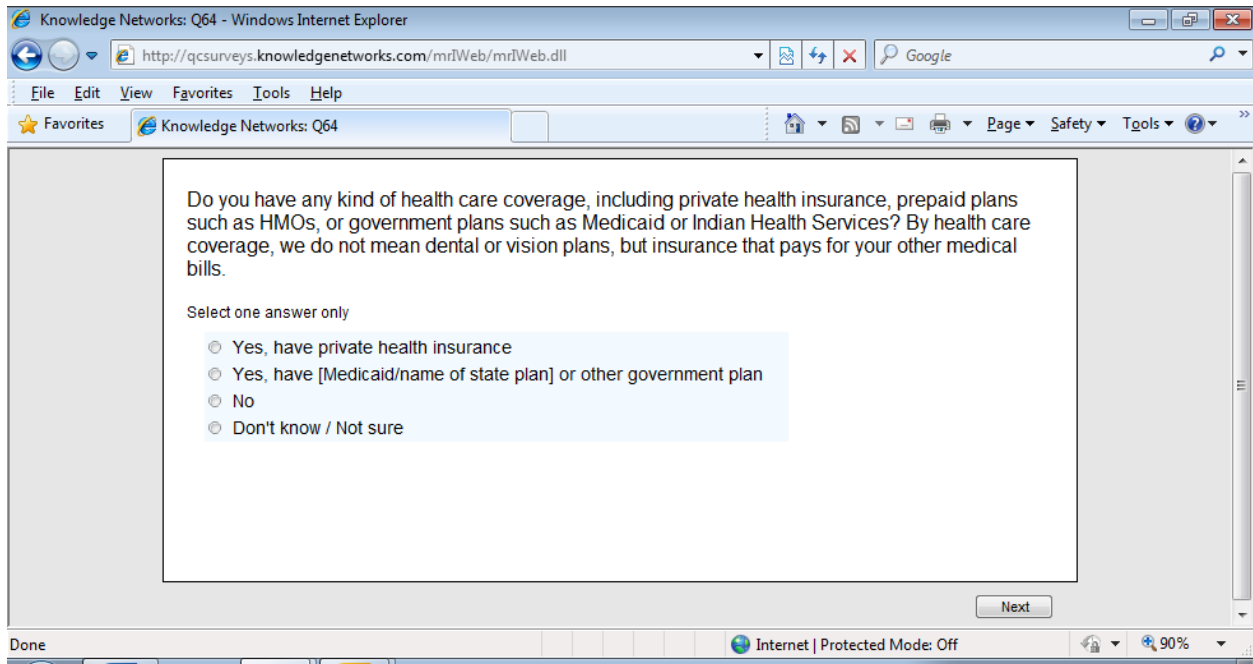 Knowledge Networks: Q64 - Windows Internet Explorer
http://qcsurveys.knowledgenetworks.com/mrIWeb/mrIWeb.dll
Google
File Edit View Favorites Tools Help
Favorites Knowledge Networks: Q64 Page Safety Tools
Do you have any kind of health care coverage, including private health insurance, prepaid plans
such as HMOs, or government plans such as Medicaid or Indian Health Services? By health care
coverage, we do not mean dental or vision plans, but insurance that pays for your other medical
bills.
Select one answer only
Yes, have private health insurance
Yes, have [Medicaid/name of state plan] or other government plan
No
Don't know / Not sure
Next
Done Internet | Protected Mode: Off 90%